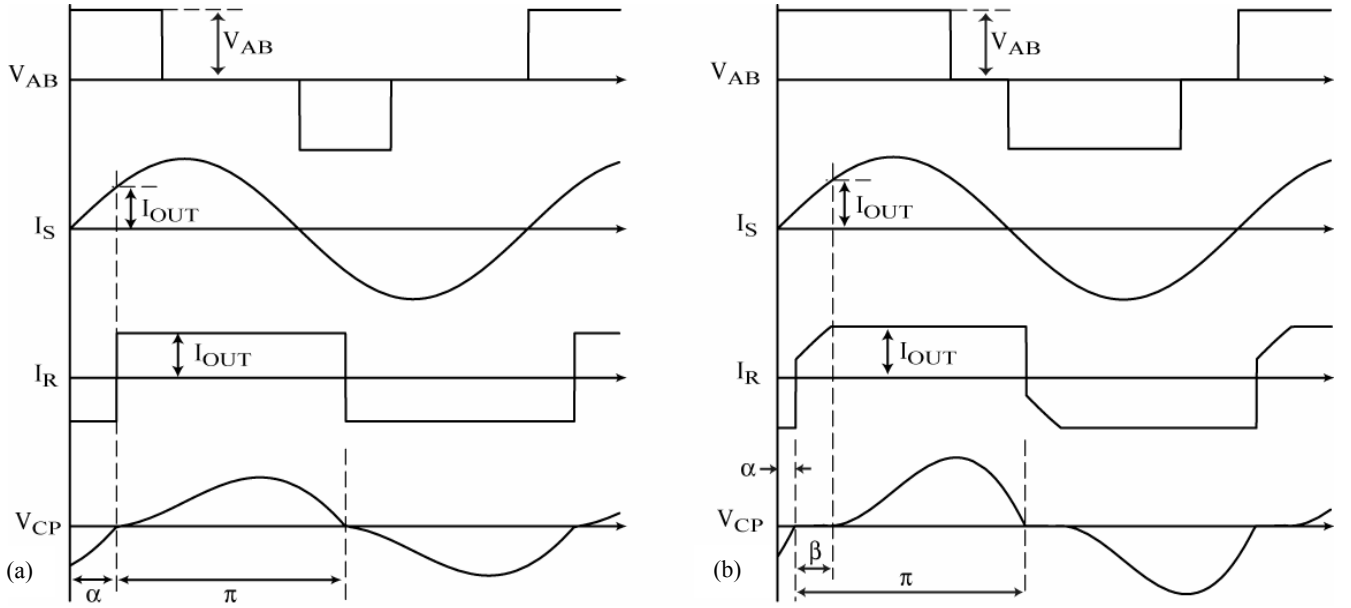 V_AB
V_AB
I_S
I_OUT
I_R
I_OUT
V_CP
(a)
α
π
V_AB
V_AB
I_S
I_OUT
I_R
I_OUT
α
V_CP
β
(b)
π